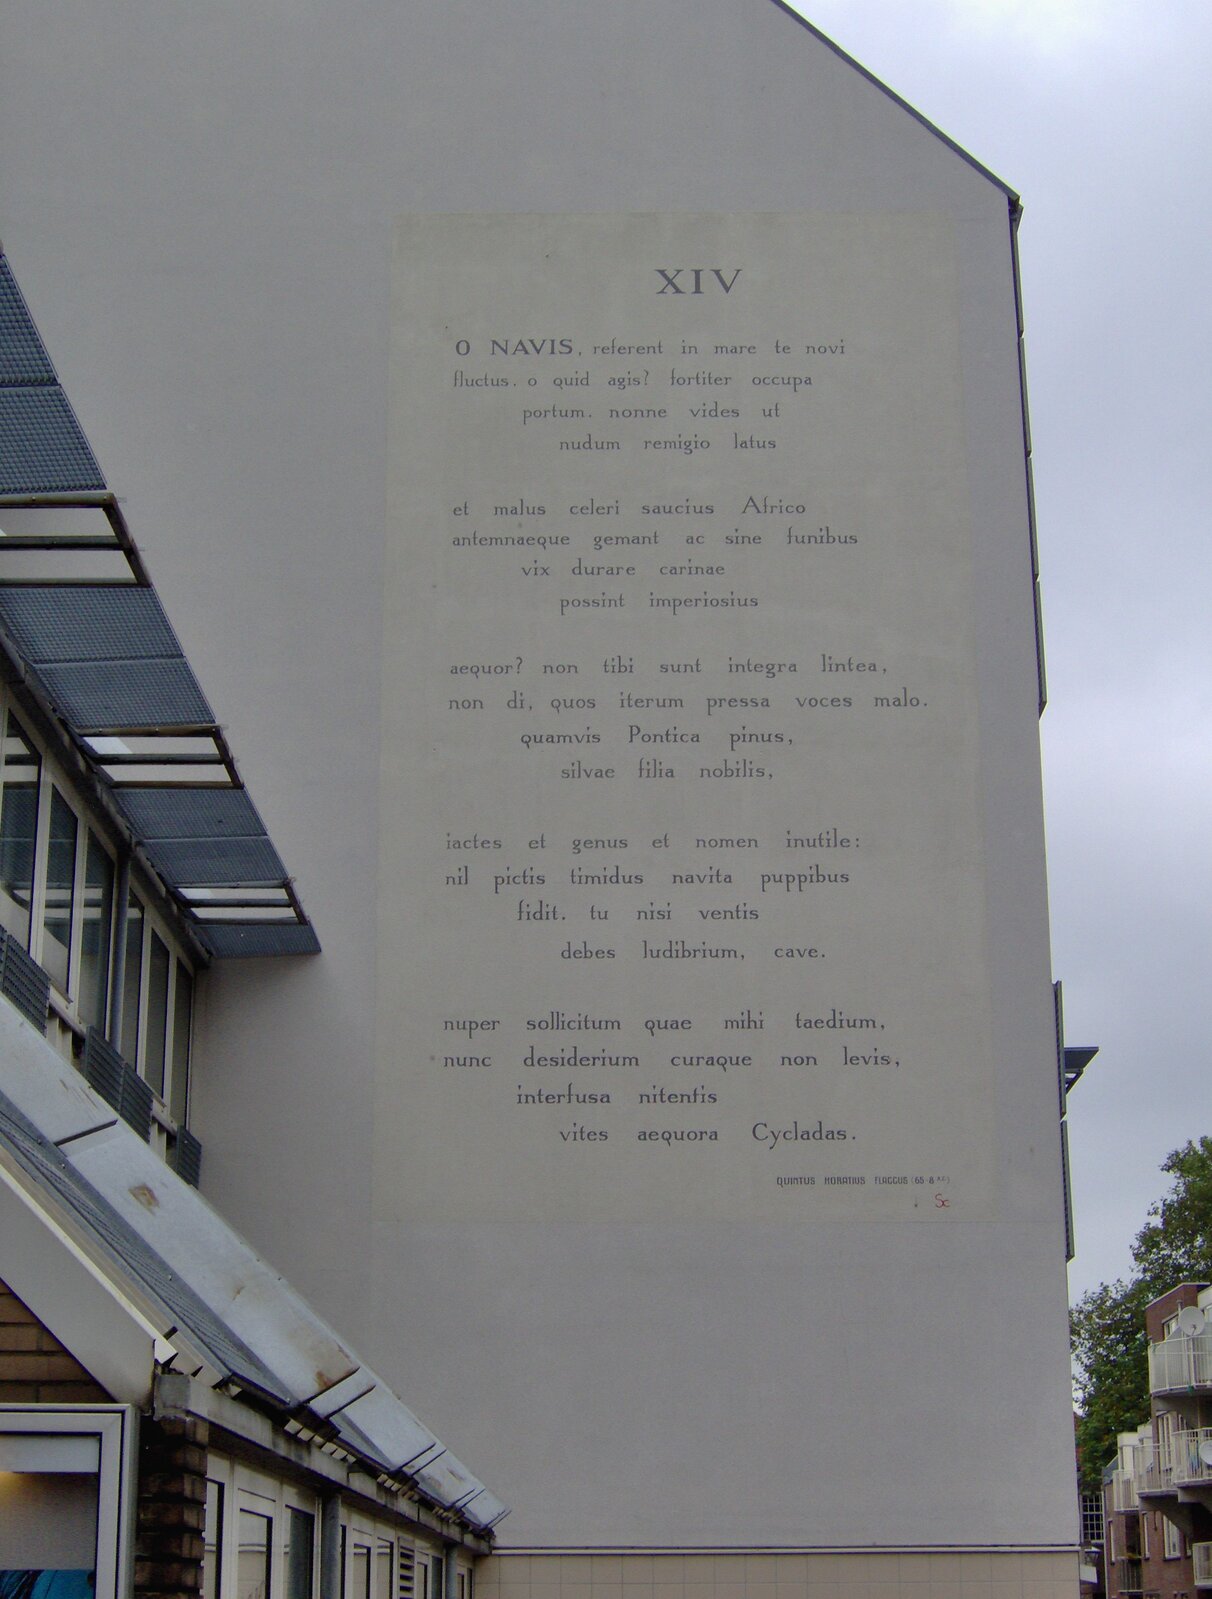 XIV
O NAVIS, referent in mare te novi
fluctus. o quid agis? fortiter occupa
portum. nonne vides ut
nudum remigio latus
et malus celeri saucius Africo
antemnaeque gemant ac sine funibus
vix durare carinae
possint imperiosius
aequor? non tibi sunt integra lintea,
non di, quos iterum pressa voces malo.
quamvis Pontica pinus,
silvae filia nobilis,
iactes et genus et nomen inutile:
nil pictis timidus navita puppibus
fidit. tu nisi ventis
debes ludibrium, cave.
nuper sollicitum quae mihi taedium,
nunc desiderium curaque non levis,
interfusa nitentis
vites aequora Cycladas.
QUINTUS HORATIUS FLACCUS (65-8 A.C.)
Sc